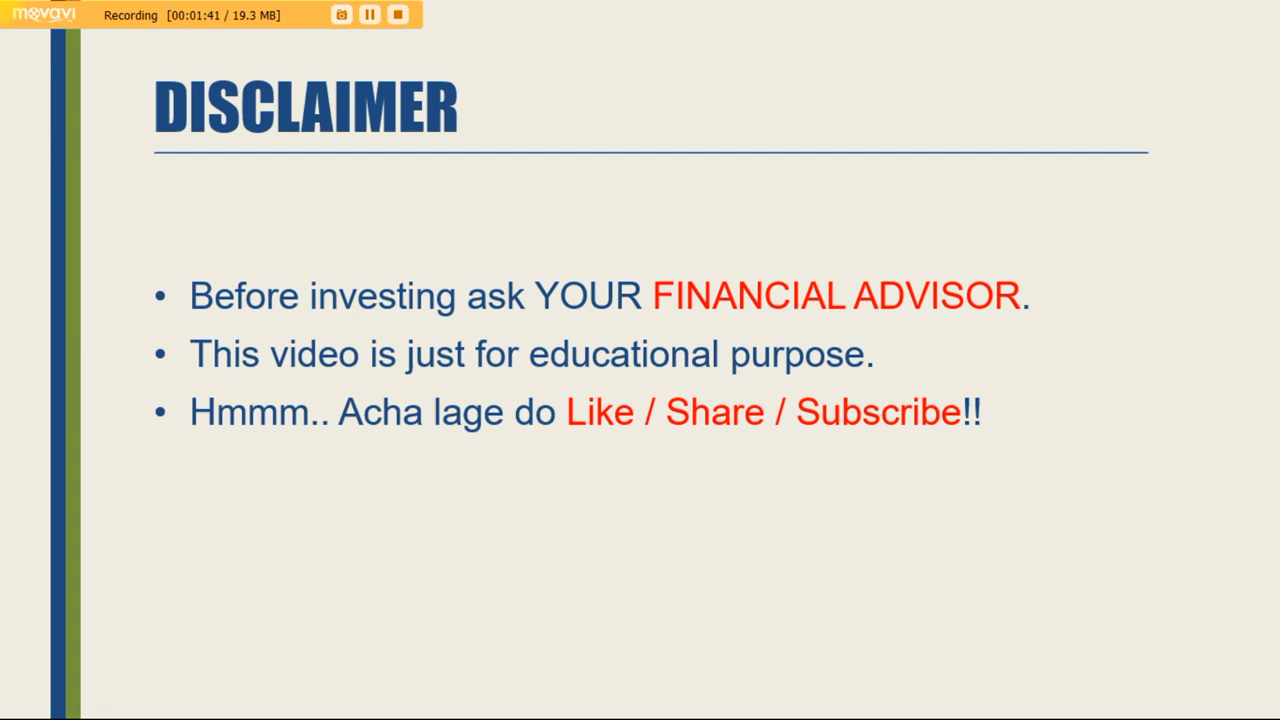 movavi Recording [00:01:41 / 19.3 MB]
DISCLAIMER
• Before investing ask YOUR FINANCIAL ADVISOR.
• This video is just for educational purpose.
• Hmmm.. Acha lage do Like / Share / Subscribe!!